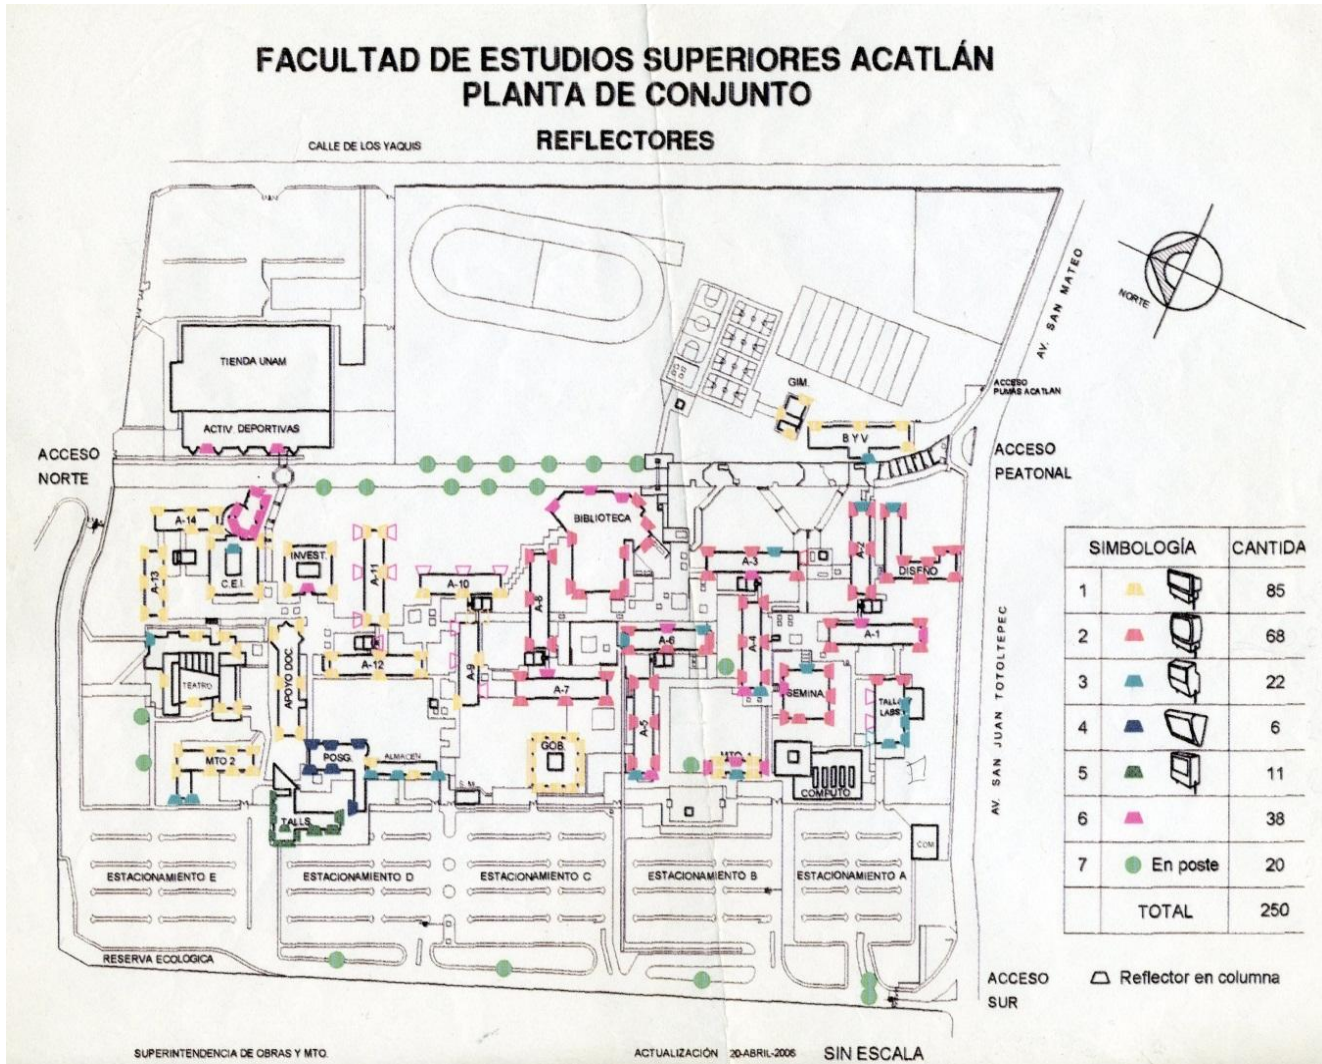 FACULTAD DE ESTUDIOS SUPERIORES ACATLÁN
PLANTA DE CONJUNTO
REFLECTORES
CALLE DE LOS YAQUIS
AV. SAN MATEO
NORTE
TIENDA UNAM
ACTIV. DEPORTIVAS
GIM.
B Y V
ACCESO
PUMAS ACATLAN
ACCESO
PEATONAL
ACCESO
NORTE
A-14
BIBLIOTECA
A-13
C.E.I.
INVEST.
A-11
A-10
A-8
A-3
A-2
DISEÑO
A-12
A-9
A-6
A-4
A-1
TEATRO
APOYO DOC.
A-7
A-5
SEMINA.
TALL.
LABS.
MTO 2
POSG.
ALMACEN
GOB.
MTO
S.M.
COMPUTO
TALLS.
COM
AV. SAN JUAN TOTOLTEPEC
ESTACIONAMIENTO E
ESTACIONAMIENTO D
ESTACIONAMIENTO C
ESTACIONAMIENTO B
ESTACIONAMIENTO A
RESERVA ECOLOGICA
ACCESO
SUR
SIMBOLOGÍA CANTIDA
1 85
2 68
3 22
4 6
5 11
6 38
7 En poste 20
TOTAL 250
Reflector en columna
SUPERINTENDENCIA DE OBRAS Y MTO.
ACTUALIZACIÓN 20-ABRIL-2006
SIN ESCALA